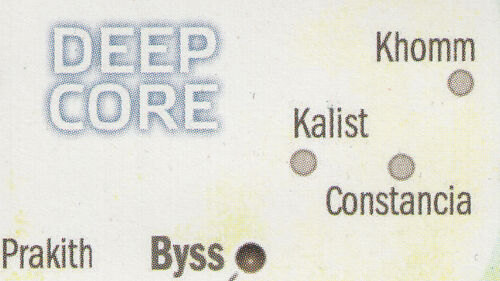 DEEP
CORE
Khomm
Kalist
Constancia
Prakith
Byss